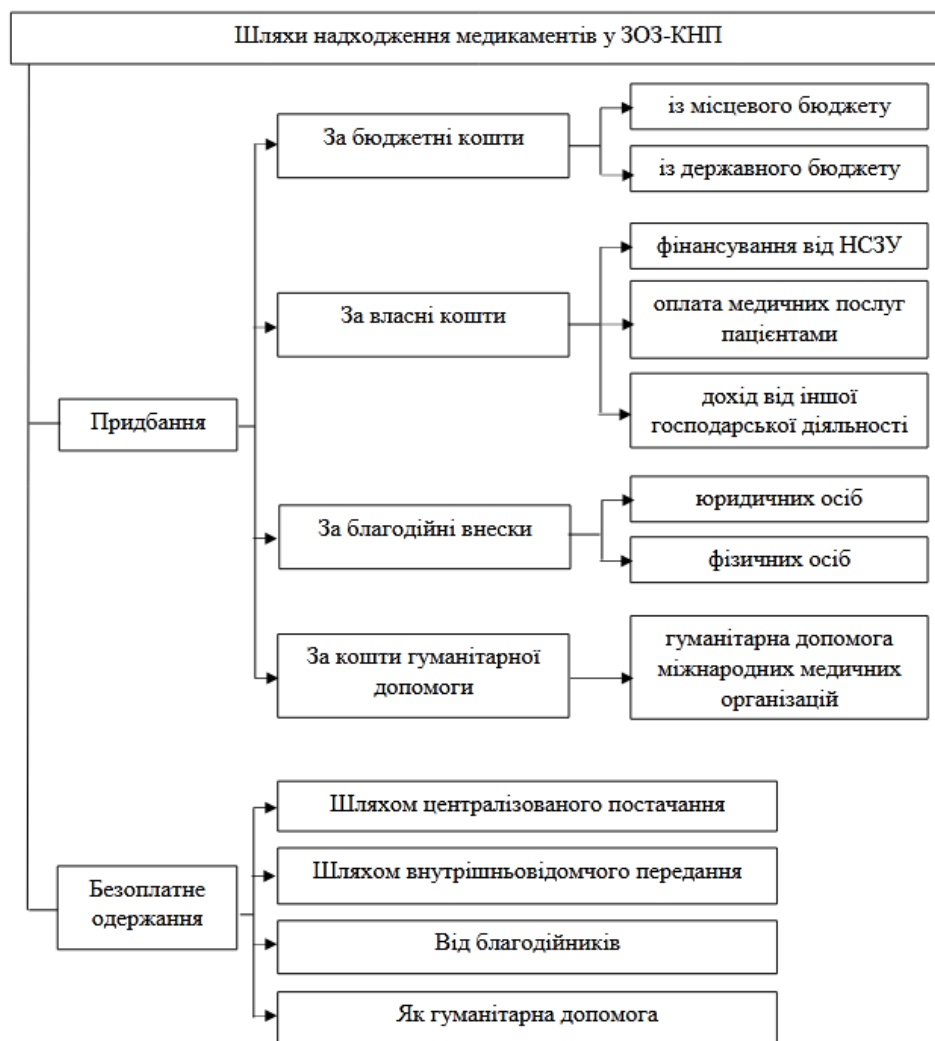 Шляхи надходження медикаментів у ЗОЗ-КНП
За бюджетні кошти
із місцевого бюджету
із державного бюджету
За власні кошти
фінансування від НСЗУ
оплата медичних послуг
пацієнтами
дохід від іншої
господарської діяльності
Придбання
За благодійні внески
юридичних осіб
фізичних осіб
За кошти гуманітарної
допомоги
гуманітарна допомога
міжнародних медичних
організацій
Безоплатне
одержання
Шляхом централізованого постачання
Шляхом внутрішньовідомчого передання
Від благодійників
Як гуманітарна допомога